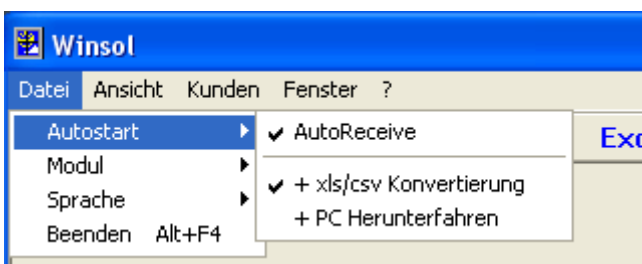 Winsol
Datei Ansicht Kunden Fenster ?
Autostart
Modul
Sprache
Beenden Alt+F4
AutoReceive
+ xls/csv Konvertierung
+ PC Herunterfahren